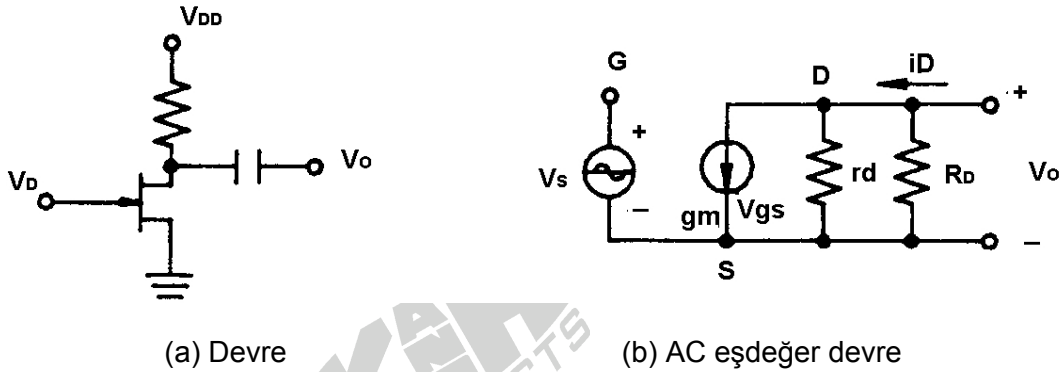 VDD
VD
Vo
(a) Devre
G
D
iD
+
+
Vs
−
gm
Vgs
rd
RD
Vo
−
S
(b) AC eşdeğer devre